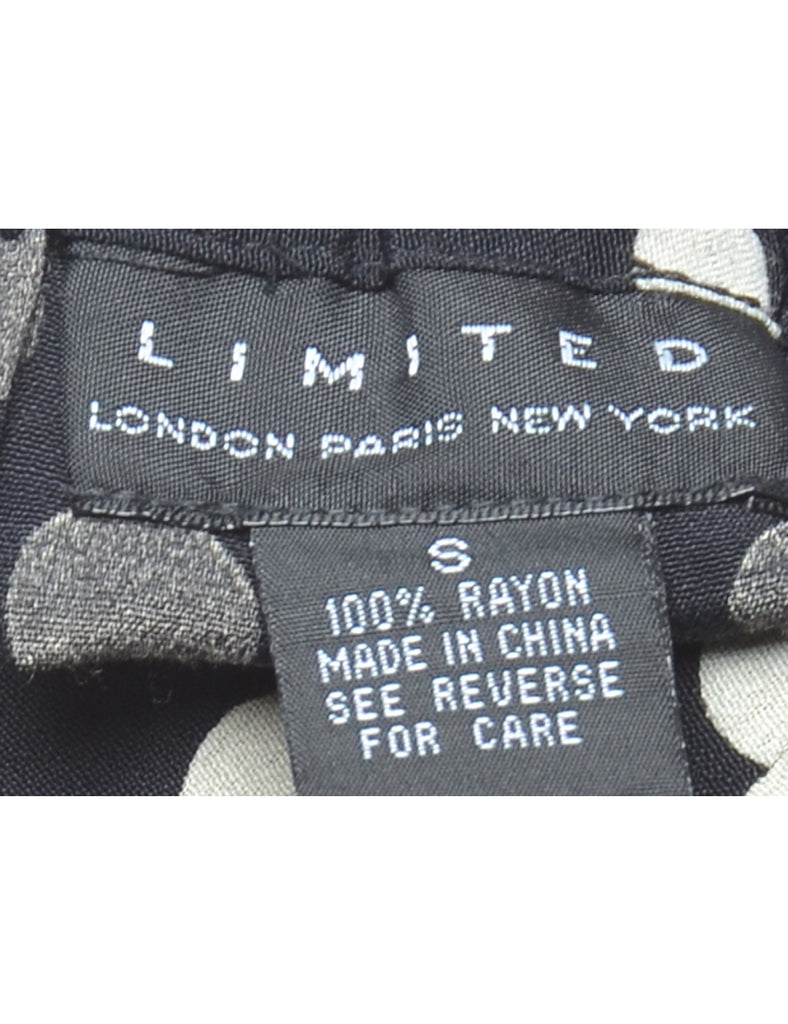 LIMITED
LONDON PARIS NEW YORK
S
100% RAYON
MADE IN CHINA
SEE REVERSE
FOR CARE